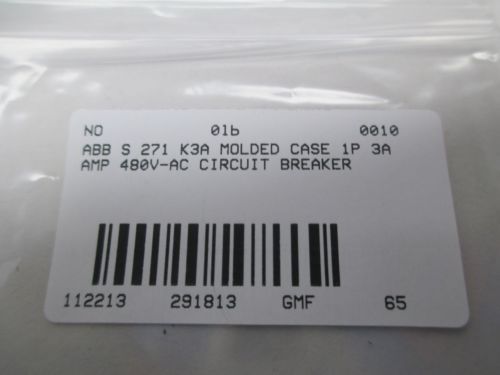 NO 01b 0010
ABB S 271 K3A MOLDED CASE 1P 3A
AMP 480V-AC CIRCUIT BREAKER
112213 291813 GMF 65